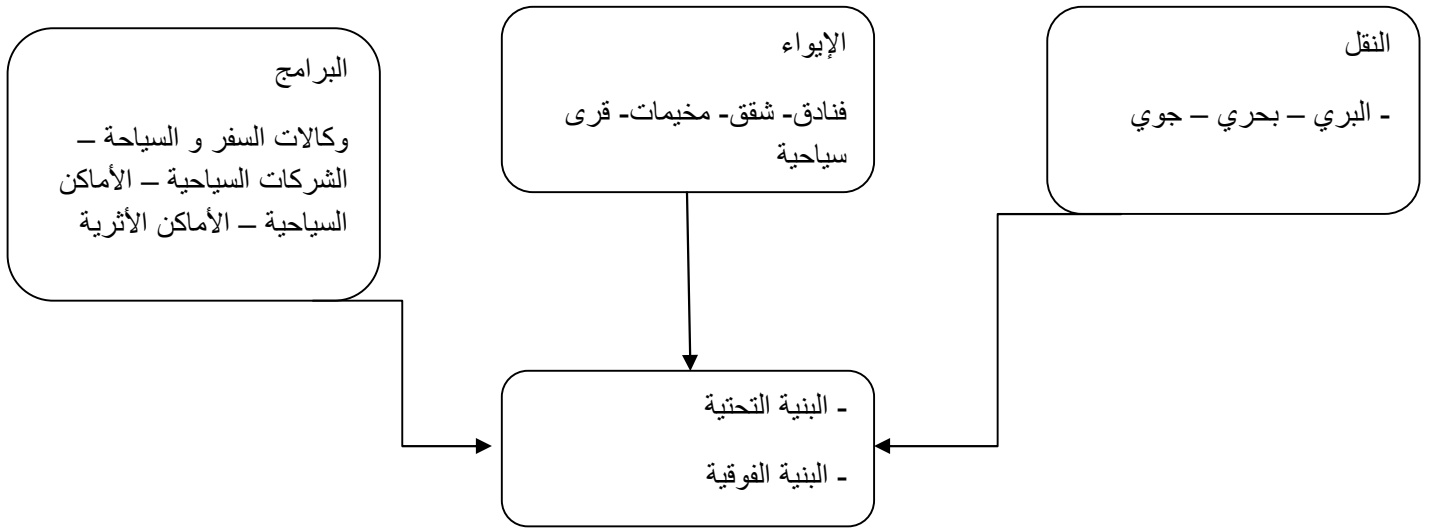 النقل
- البري – بحري – جوي
الإيواء
فنادق- شقق- مخيمات- قرى
سياحية
البرامج
وكالات السفر و السياحة –
الشركات السياحية – الأماكن
السياحية – الأماكن الأثرية
- البنية التحتية
- البنية الفوقية